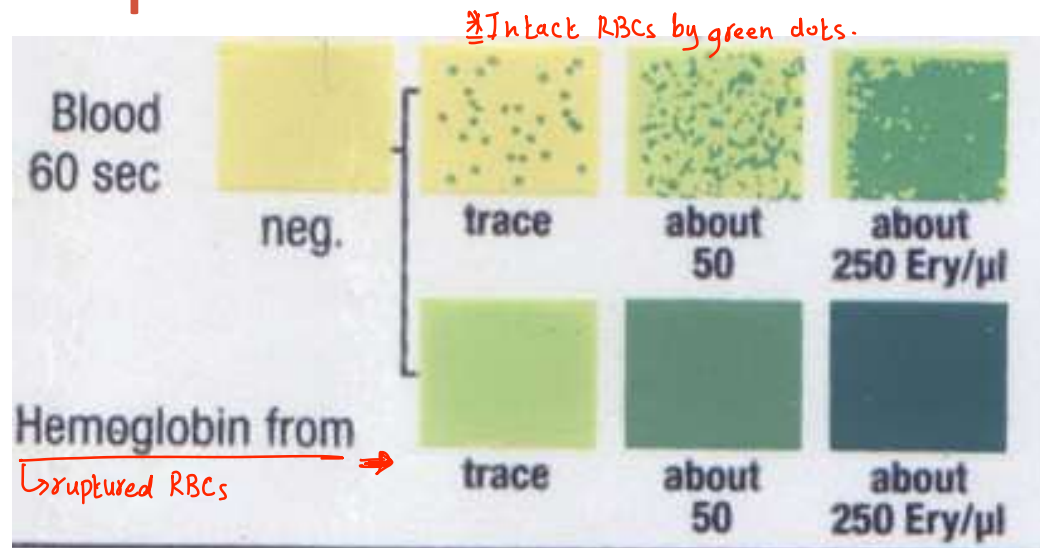 *Intact RBCs by green dots.
Blood
60 sec
neg.
trace
about
50
about
250 Ery/µl
Hemoglobin from
↳ruptured RBCs
trace
about
50
about
250 Ery/µl